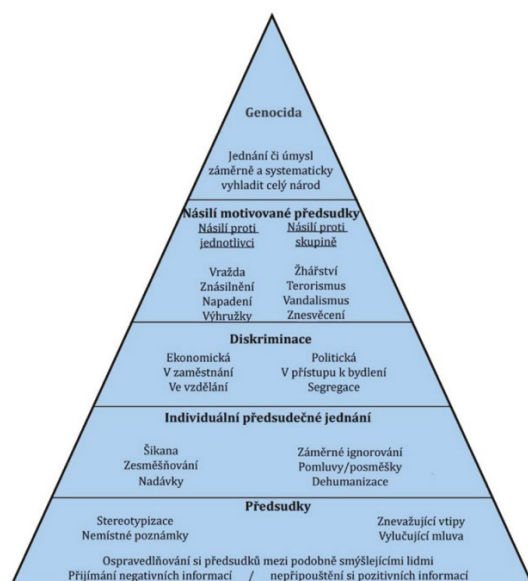 Genocida
Jednání či úmysl
záměrně a systematicky
vyhladit celý národ
Násilí motivované předsudky
Násilí proti jednotlivci
Násilí proti skupině
Vražda Žhářství
Znásilnění Terorismus
Napadení Vandalismus
Výhružky Znesvěcení
Diskriminace
Ekonomická Politická
V zaměstnání V přístupu k bydlení
Ve vzdělání Segregace
Individuální předsudečné jednání
Šikana Záměrné ignorování
Zesměšňování Pomluvy/posměšky
Nadávky Dehumanizace
Předsudky
Stereotypizace Znevažující vtipy
Nemístné poznámky Vylučující mluva
Ospravedlňování si předsudků mezi podobně smýšlejícími lidmi
Přijímání negativních informací / nepřipouštění si pozitivních informací